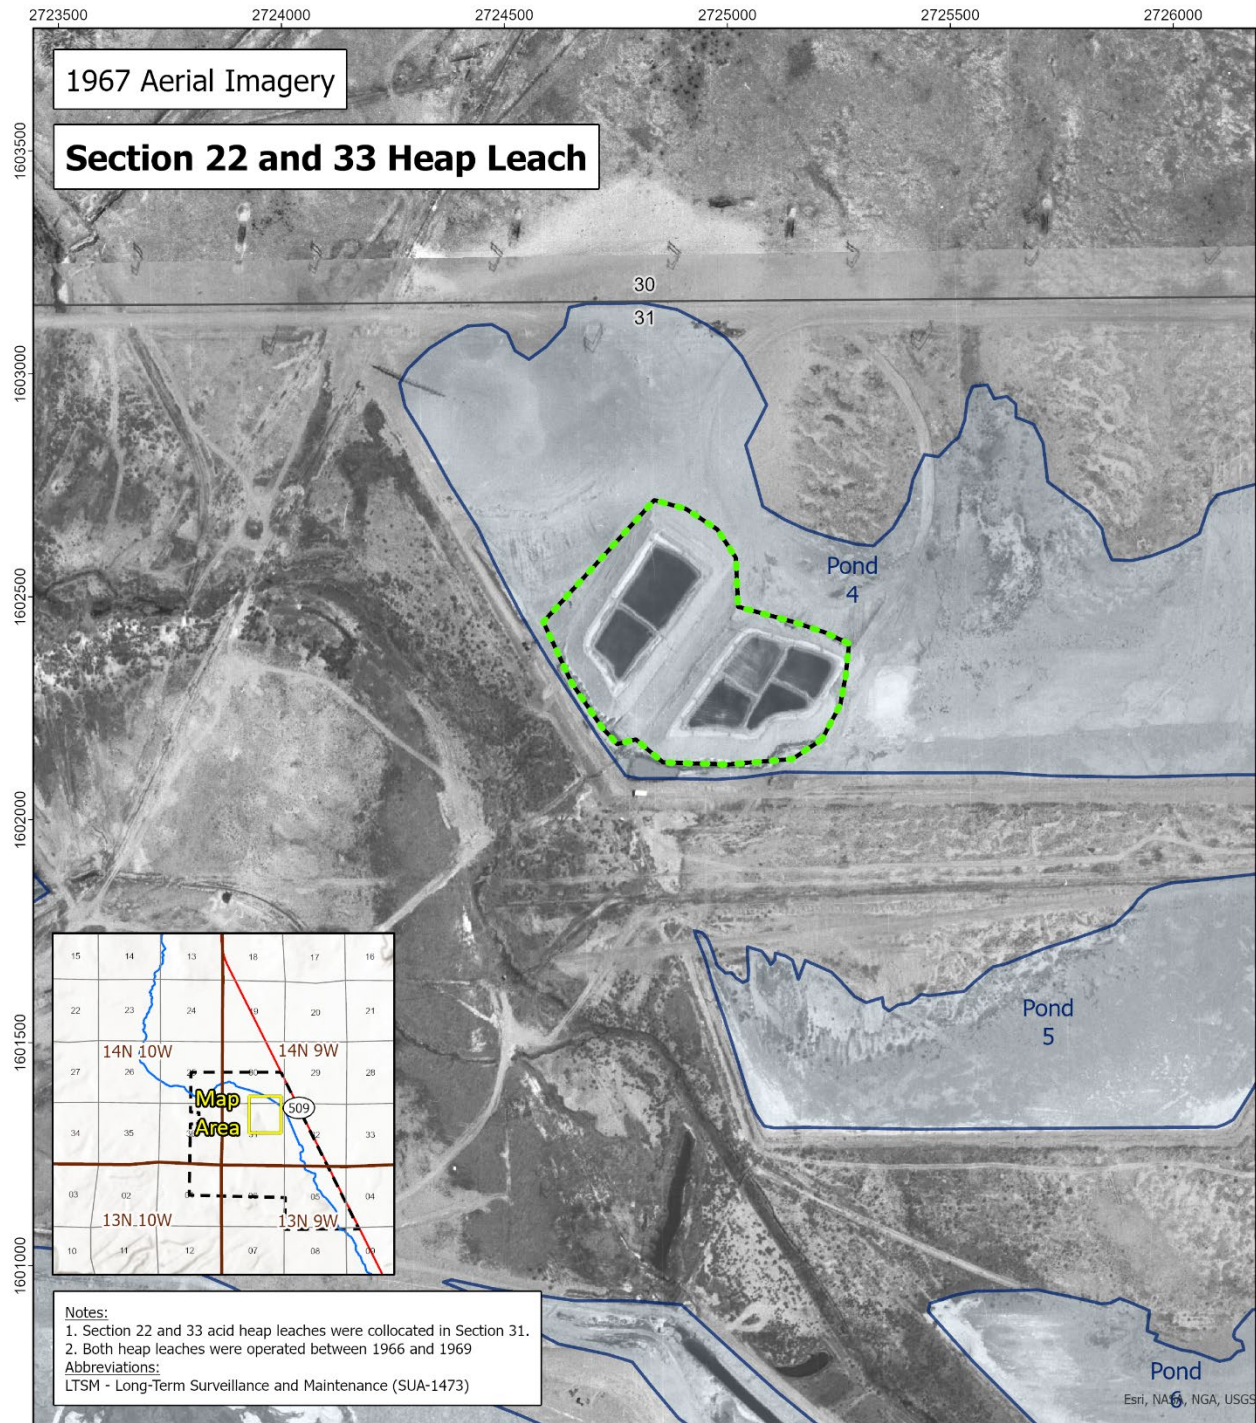 2723500
2724000
2724500
2725000
2725500
2726000
1603500
1603000
1602500
1602000
1601500
1601000
1967 Aerial Imagery
Section 22 and 33 Heap Leach
30
31
Pond
4
Pond
5
Pond
6
15 14 13 18 17 16
22 23 24 19 20 21
14N 10W 14N 9W
27 26 30 29 28
Map
Area
509
34 35 31 33
03 02 05 04
13N 10W 13N 9W
10 11 12 07 08 09
Notes:
1. Section 22 and 33 acid heap leaches were collocated in Section 31.
2. Both heap leaches were operated between 1966 and 1969
Abbreviations:
LTSM - Long-Term Surveillance and Maintenance (SUA-1473)
Esri, NASA, NGA, USGS